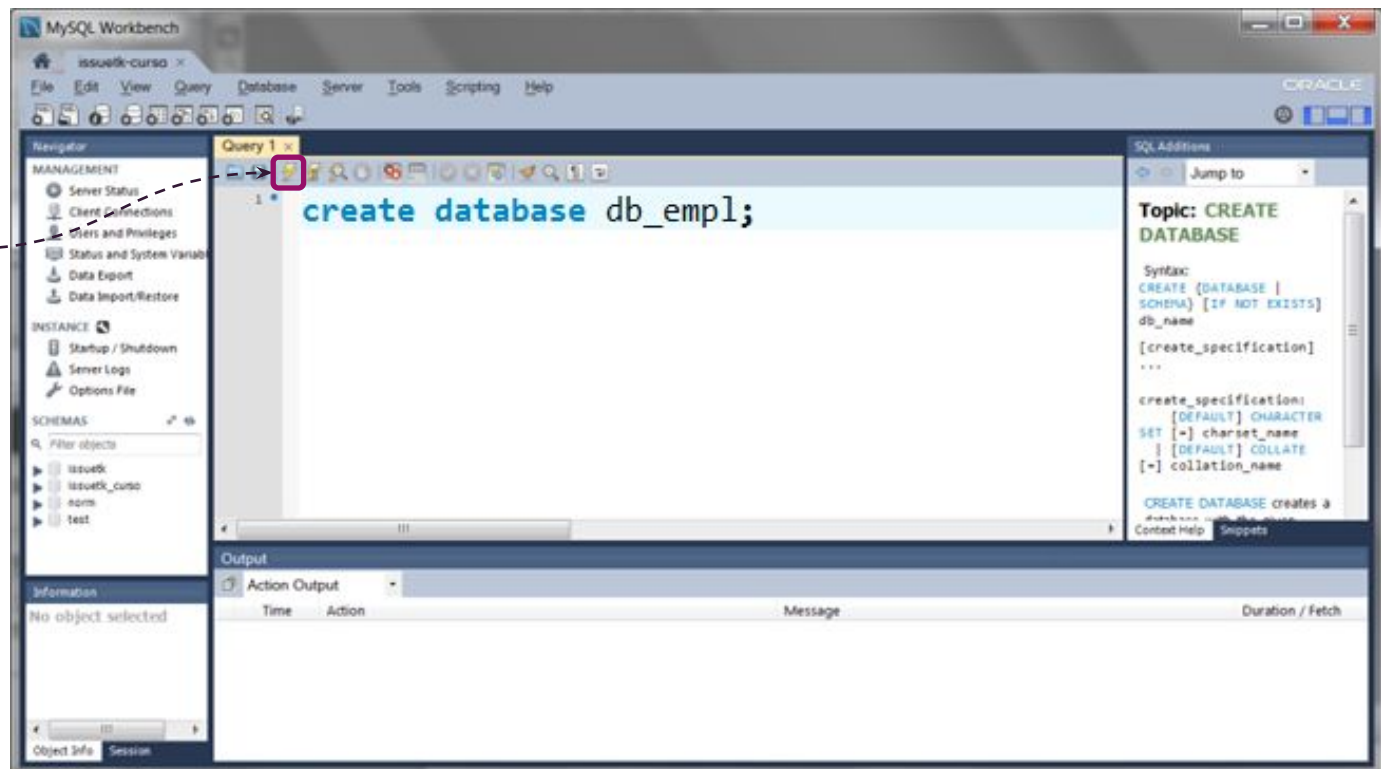 MySQL Workbench
issuetk-curso ×
File Edit View Query Database Server Tools Scripting Help
ORACLE
Navigator
MANAGEMENT
Server Status
Client Connections
Users and Privileges
Status and System Variabl
Data Export
Data Import/Restore
INSTANCE
Startup / Shutdown
Server Logs
Options File
SCHEMAS
Filter objects
issuetk
issuetk_curso
norm
test
Information
No object selected
Object Info Session
Query 1 ×
1
create database db_empl;
SQL Additions
Jump to
Topic: CREATE
DATABASE
Syntax:
CREATE {DATABASE |
SCHEMA} [IF NOT EXISTS]
db_name
[create_specification]
...
create_specification:
[DEFAULT] CHARACTER
SET [=] charset_name
| [DEFAULT] COLLATE
[=] collation_name
CREATE DATABASE creates a
Context Help Snippets
Output
Action Output
Time Action Message Duration / Fetch